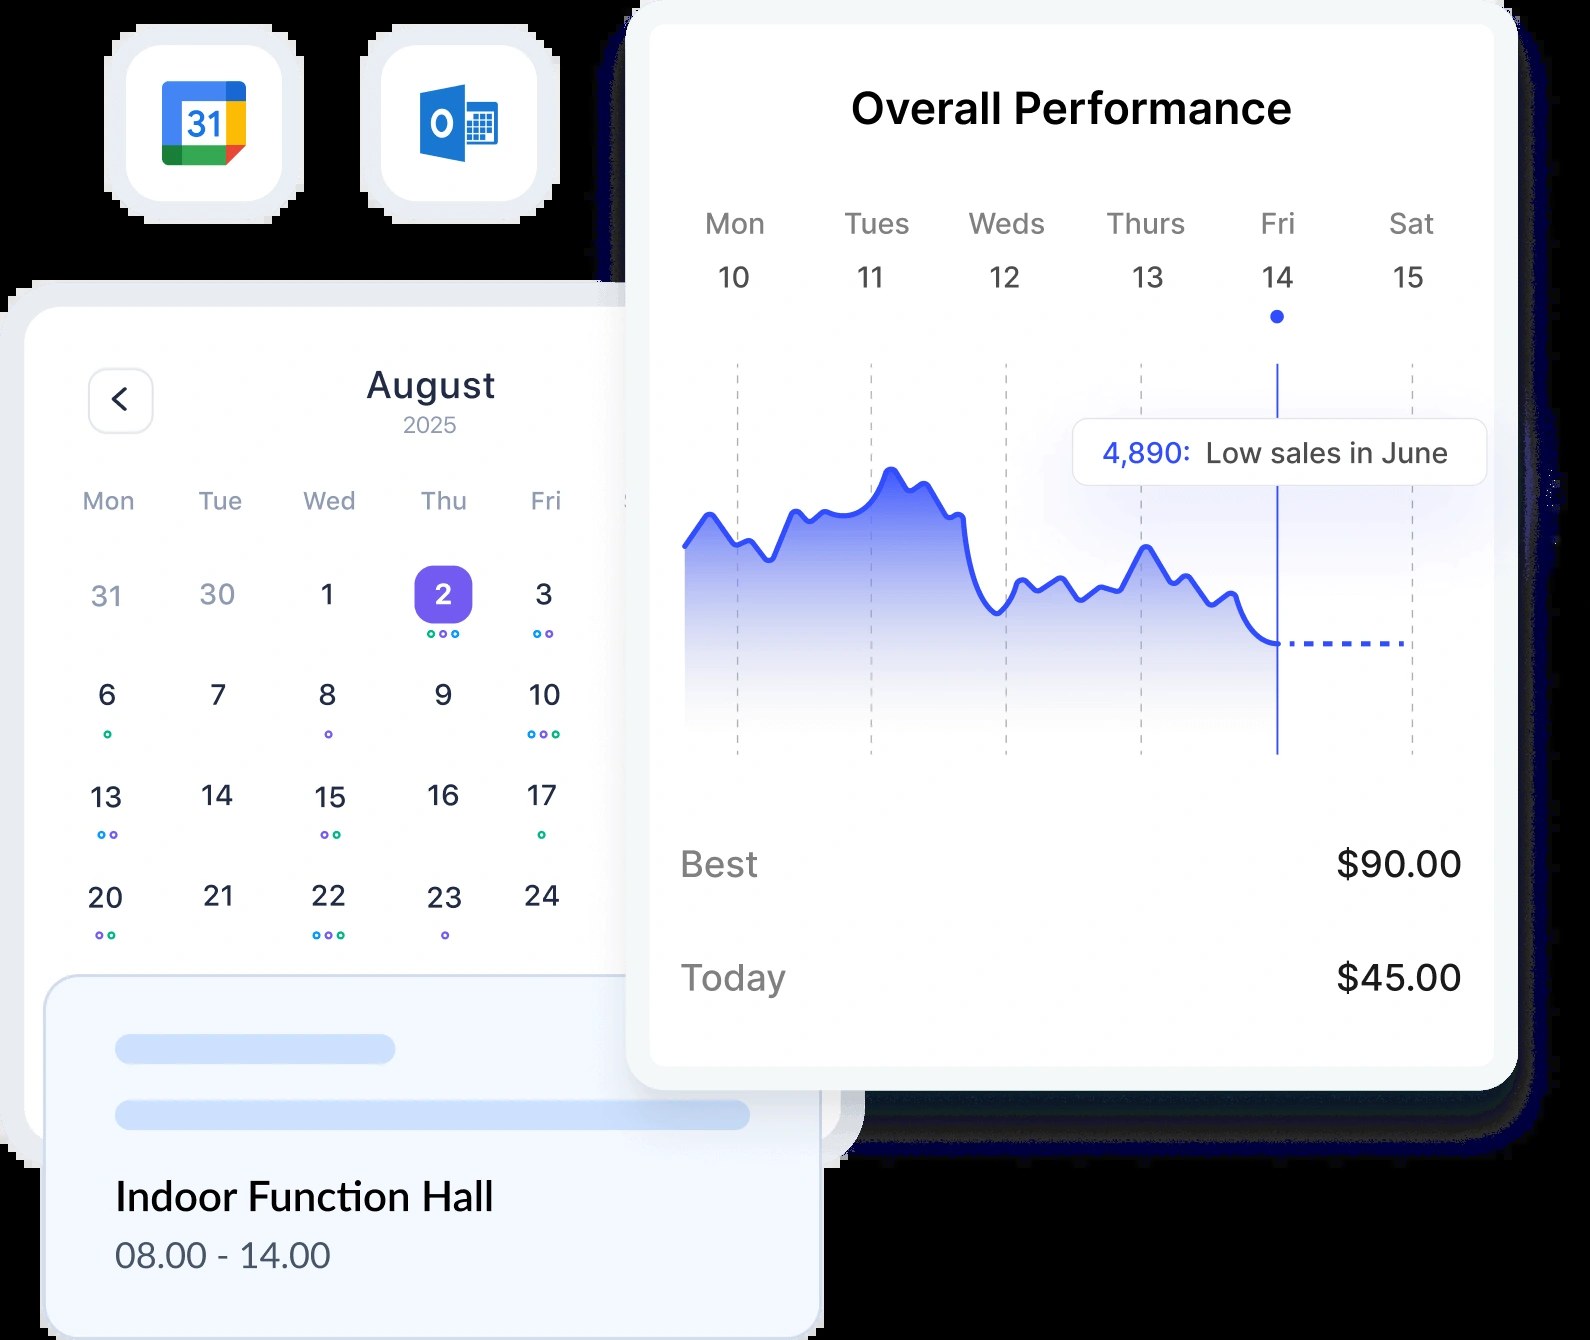 31
O
Overall Performance
Mon Tues Weds Thurs Fri Sat
10 11 12 13 14 15
4,890: Low sales in June
Best $90.00
Today $45.00
August
2025
Mon Tue Wed Thu Fri
31 30 1 2 3
6 7 8 9 10
13 14 15 16 17
20 21 22 23 24
Indoor Function Hall
08.00 - 14.00